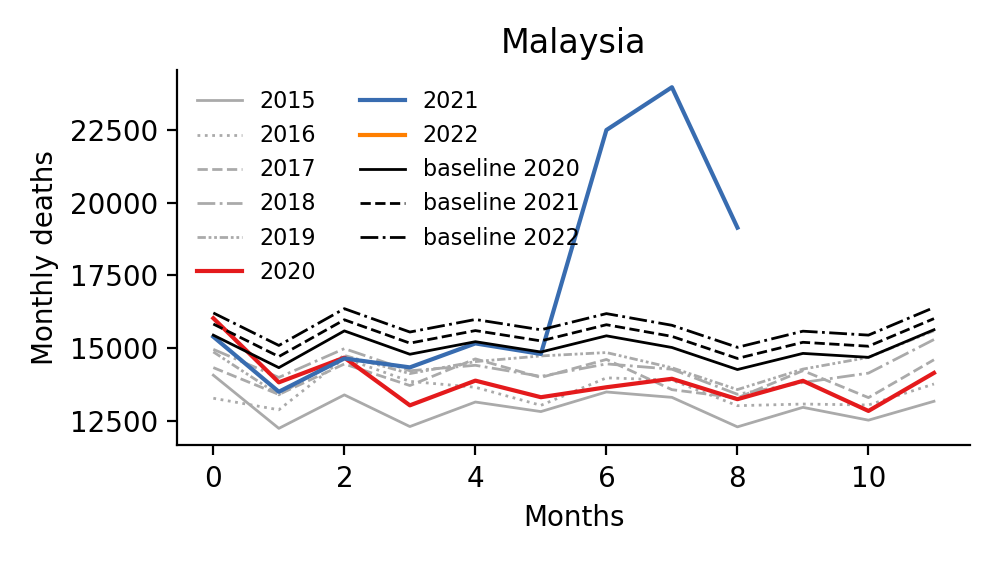 Malaysia
Monthly deaths
22500
20000
17500
15000
12500
2015
2016
2017
2018
2019
2020
2021
2022
baseline 2020
baseline 2021
baseline 2022
0 2 4 6 8 10
Months